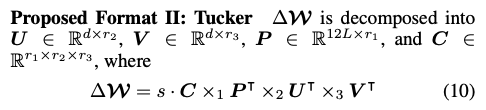 Proposed Format II: Tucker Δ𝓦 is decomposed into
U ∈ ℝ^{d×r₂}, V ∈ ℝ^{d×r₃}, P ∈ ℝ^{12L×r₁}, and C ∈
ℝ^{r₁×r₂×r₃}, where
Δ𝓦 = s · C ×₁ P^⊤ ×₂ U^⊤ ×₃ V^⊤ (10)